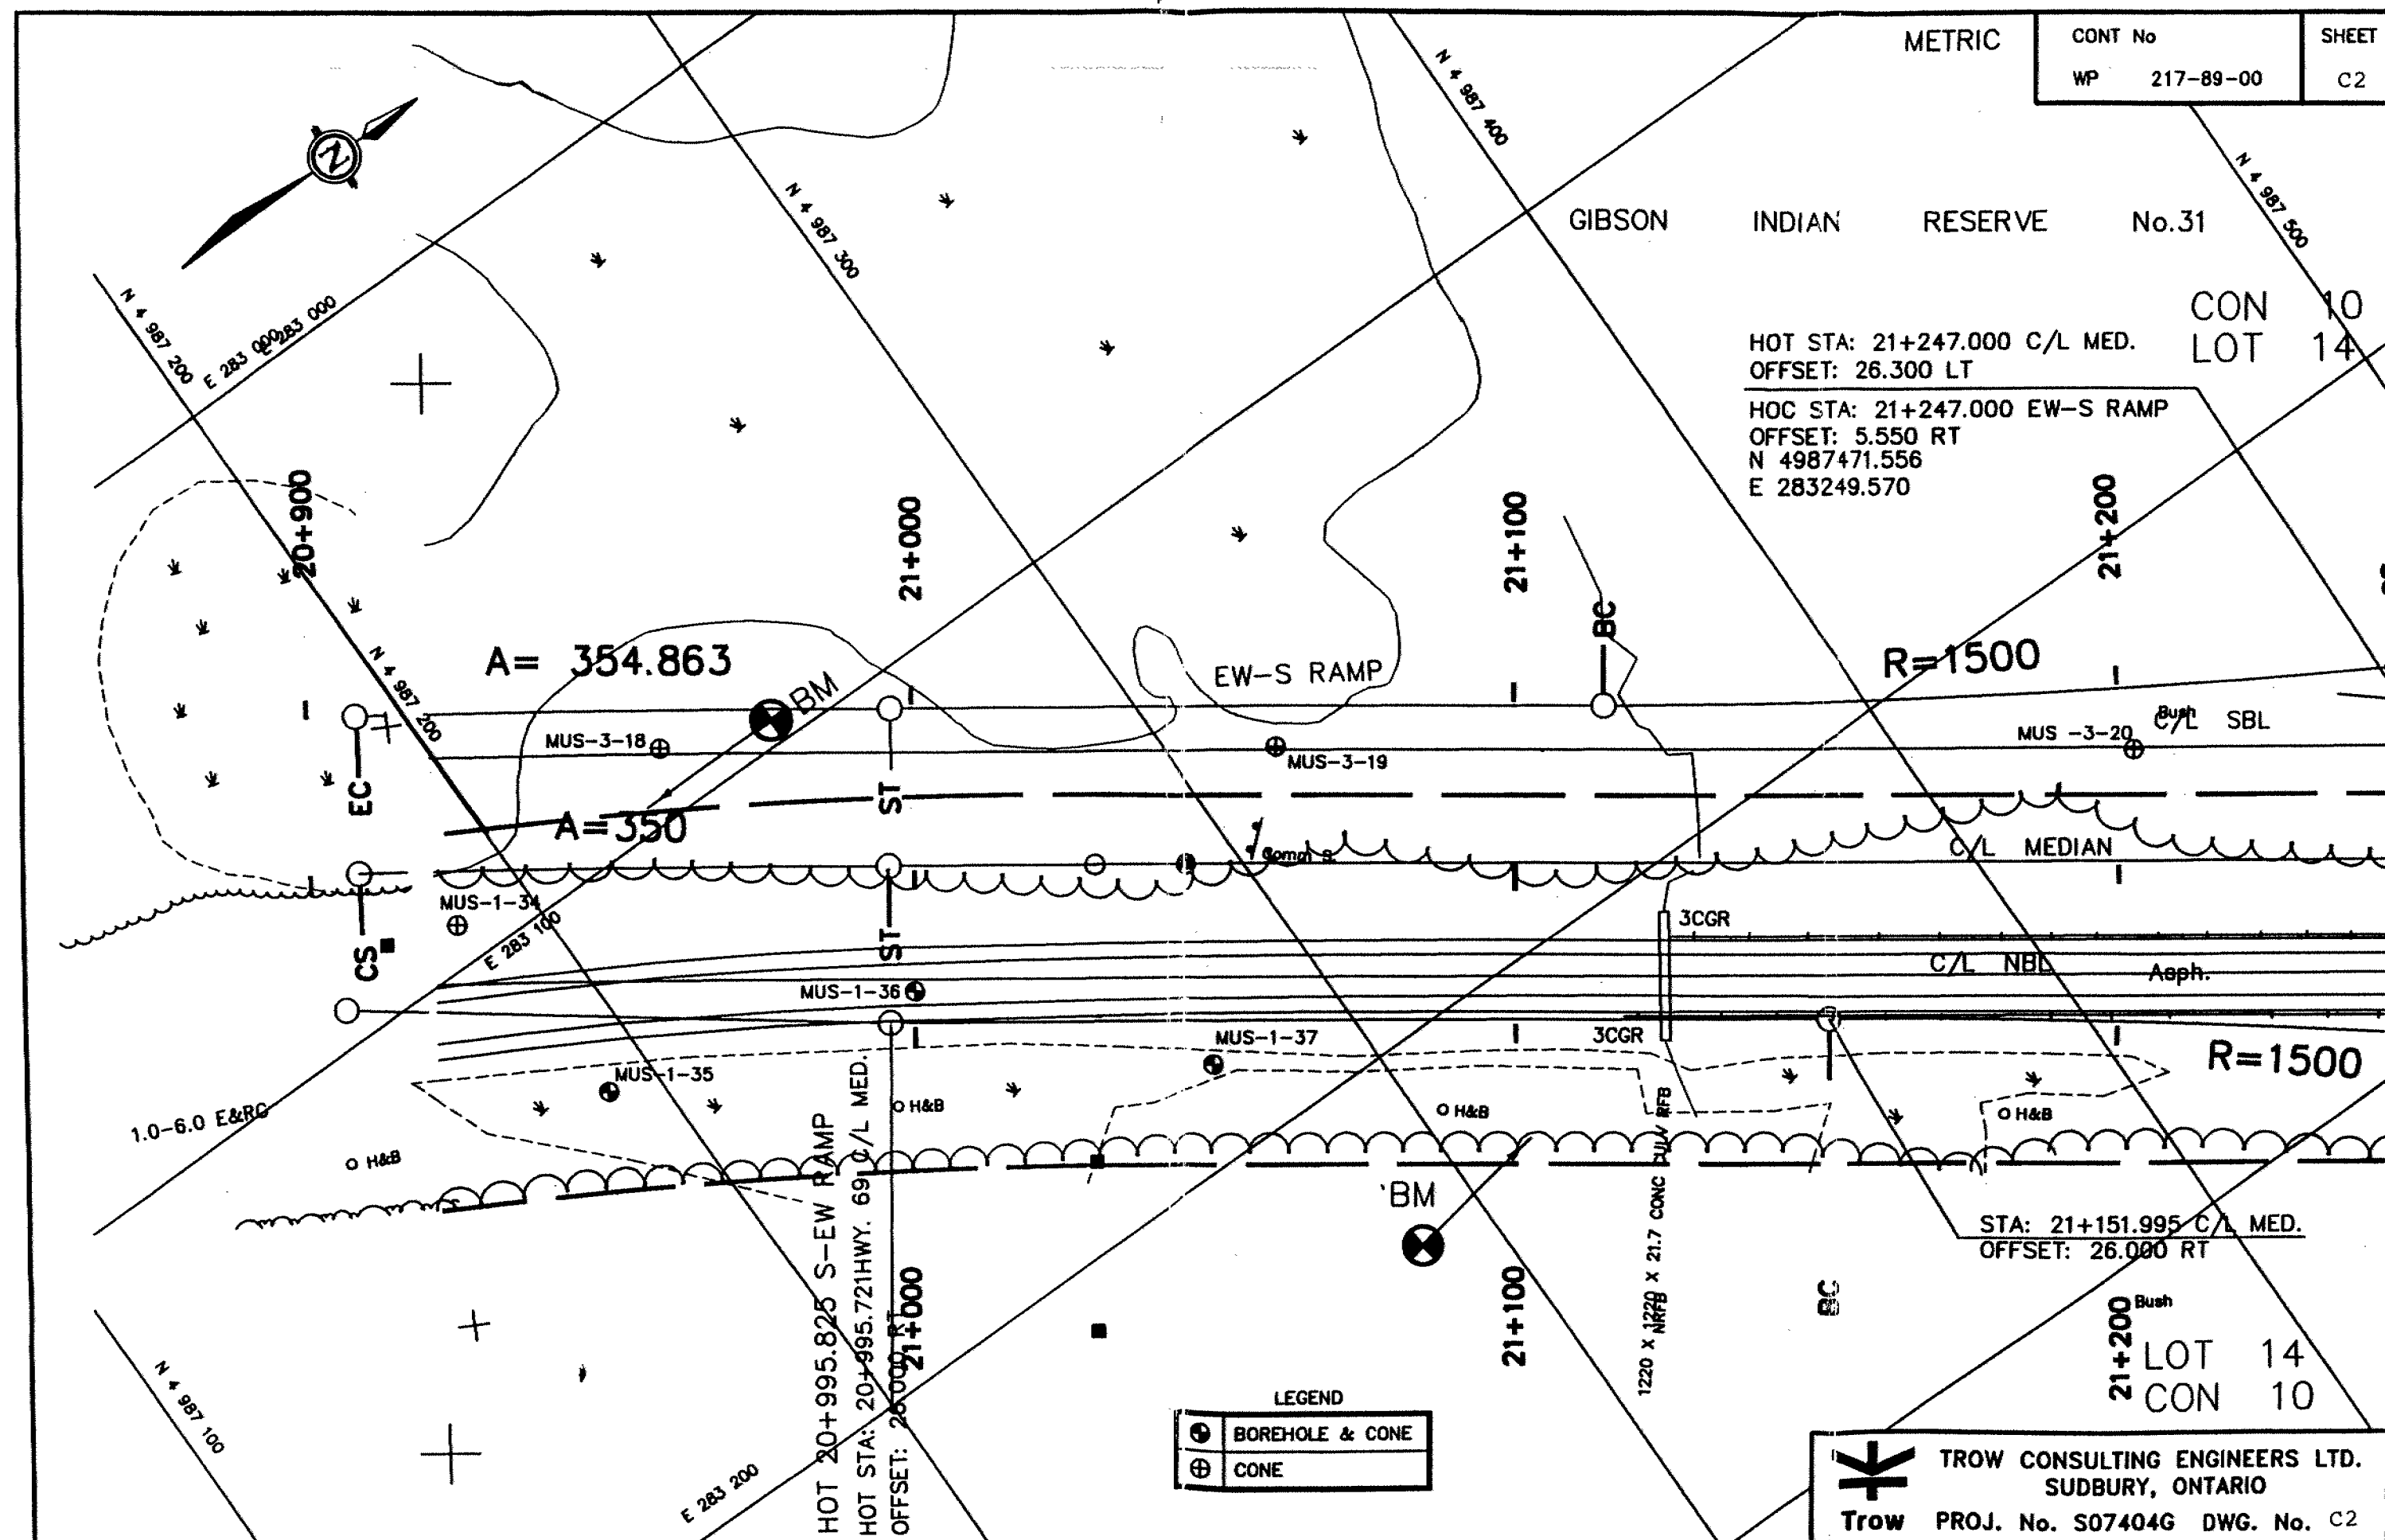 METRIC
CONT No
WP 217-89-00
SHEET
C2
N 4 987 400
N 4 987 500
N 4 987 300
N 4 987 200
E 283 000
E 283 000
GIBSON INDIAN RESERVE No.31
CON 10
LOT 14
HOT STA: 21+247.000 C/L MED.
OFFSET: 26.300 LT
HOC STA: 21+247.000 EW-S RAMP
OFFSET: 5.550 RT
N 4987471.556
E 283249.570
20+900
21+000
21+100
21+200
BC
N 4 987 200
A= 354.863
BM
EW-S RAMP
R=1500
MUS-3-18
MUS-3-19
MUS -3-20
Bush
C/L SBL
EC
ST
A=350
Comm S.
C/L MEDIAN
MUS-1-34
E 283 100
CS
ST
3CGR
C/L NBL
Asph.
MUS-1-36
3CGR
MUS-1-37
R=1500
MUS-1-35
1.0-6.0 E&RG
H&B
H&B
H&B
H&B
BM
1220 X 1220 X 21.7 CONC CULV RFB
NRFB
STA: 21+151.995 C/L MED.
OFFSET: 26.000 RT
HOT 20+995.825 S-EW RAMP
HOT STA: 20+995.721HWY. 69 C/L MED.
OFFSET: 26.000 RT
21+000
21+100
BC
21+200
Bush
LOT 14
CON 10
N 4 987 100
E 283 200
LEGEND
BOREHOLE & CONE
CONE
TROW CONSULTING ENGINEERS LTD.
SUDBURY, ONTARIO
Trow PROJ. No. S07404G DWG. No. C2